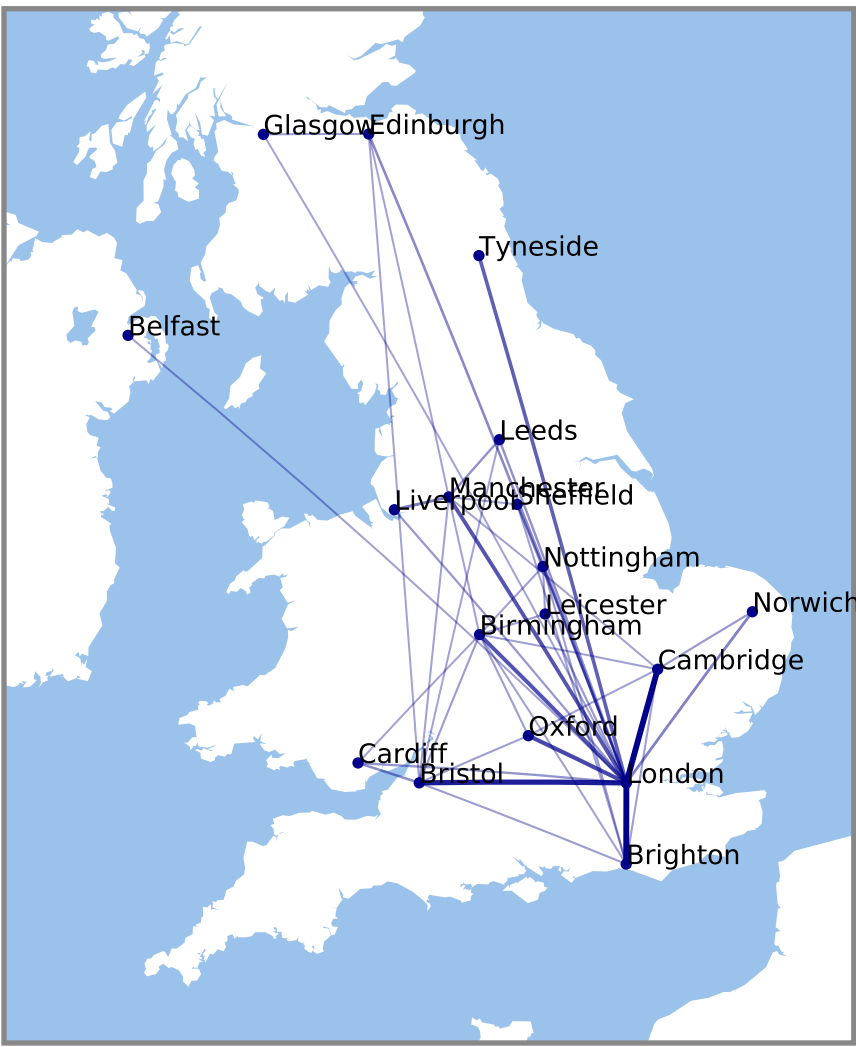 Glasgow
Edinburgh
Tyneside
Belfast
Leeds
Manchester
Liverpool
Sheffield
Nottingham
Leicester
Norwich
Birmingham
Cambridge
Oxford
Cardiff
Bristol
London
Brighton